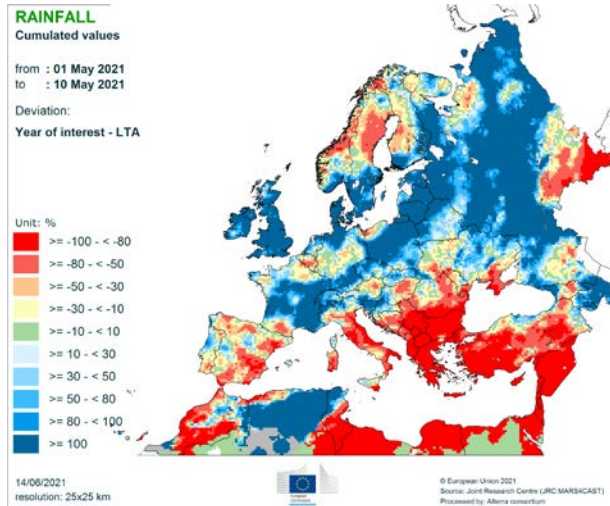 RAINFALL
Cumulated values
from : 01 May 2021
to : 10 May 2021
Deviation:
Year of interest - LTA
Unit: %
>= -100 - < -80
>= -80 - < -50
>= -50 - < -30
>= -30 - < -10
>= -10 - < 10
>= 10 - < 30
>= 30 - < 50
>= 50 - < 80
>= 80 - < 100
>= 100
14/06/2021
resolution: 25x25 km
European
Commission
© European Union 2021
Source: Joint Research Centre (JRC MARS4CAST)
Processed by: Alterra consortium